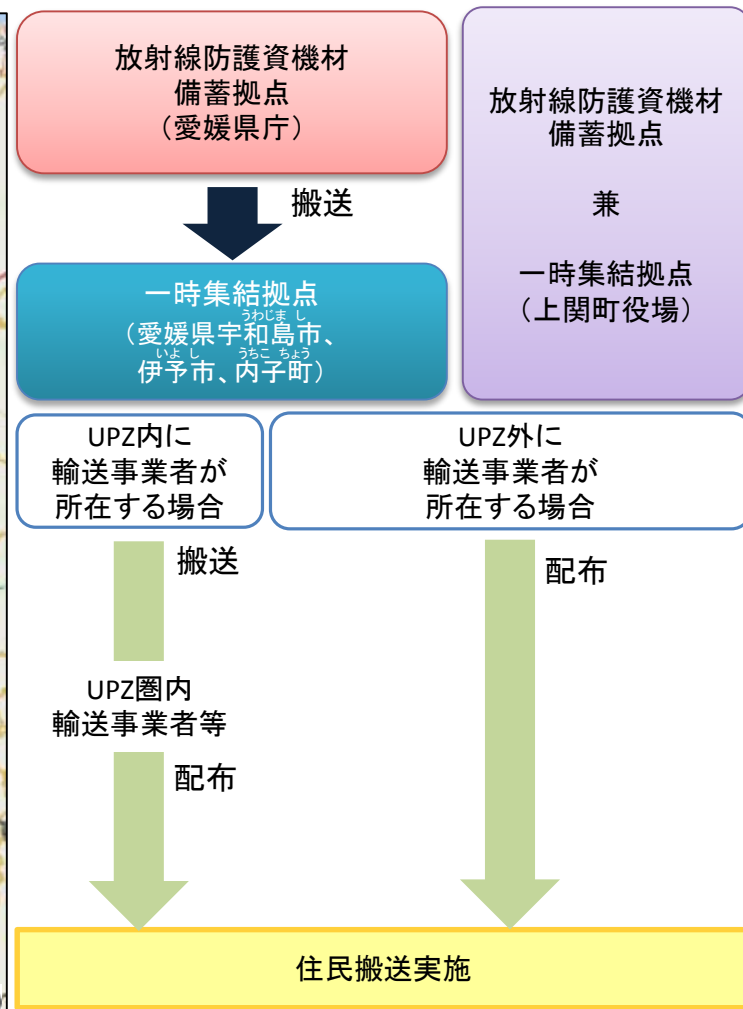 放射線防護資機材
備蓄拠点
（愛媛県庁）
搬送
一時集結拠点
うわじま し
（愛媛県宇和島市、
いよ し うちこ ちょう
伊予市、内子町）
放射線防護資機材
備蓄拠点
兼
一時集結拠点
（上関町役場）
UPZ内に
輸送事業者が
所在する場合
UPZ外に
輸送事業者が
所在する場合
搬送
UPZ圏内
輸送事業者等
配布
配布
住民搬送実施